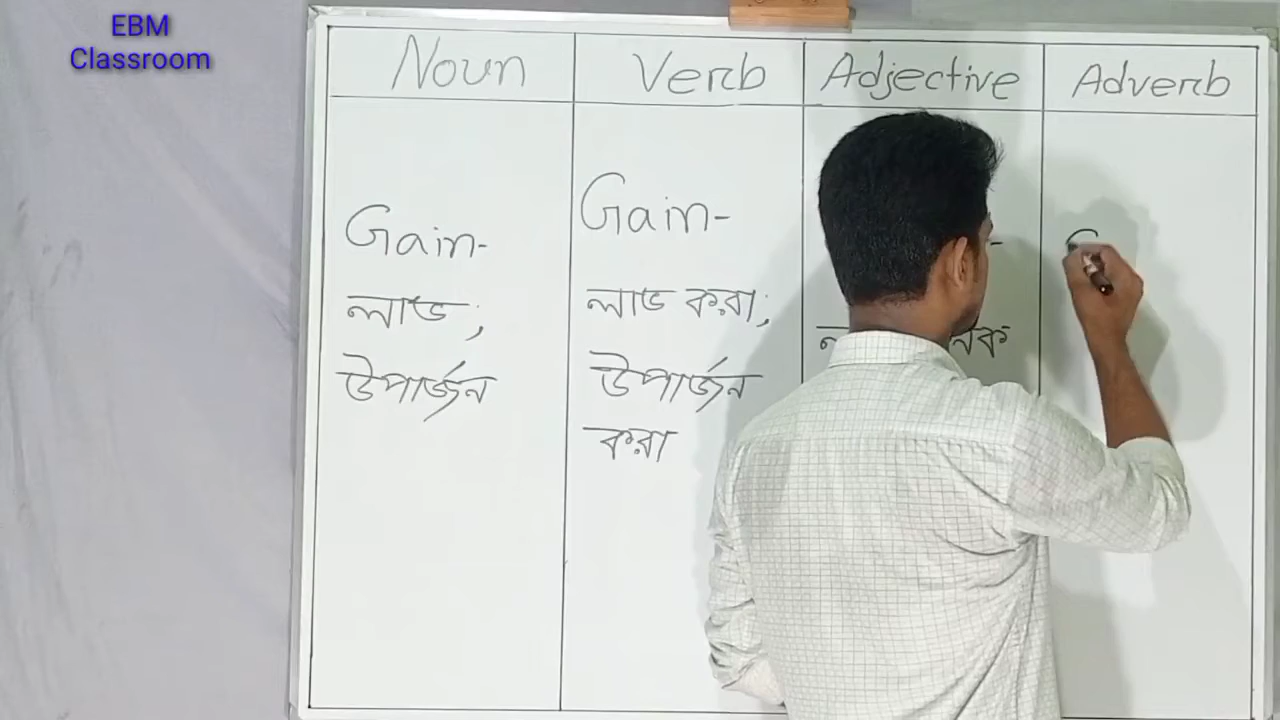 EBM
Classroom
Noun
Verb
Adjective
Adverb
Gain-
লাভ;
উপার্জন
Gain-
লাভ করা;
উপার্জন
করা